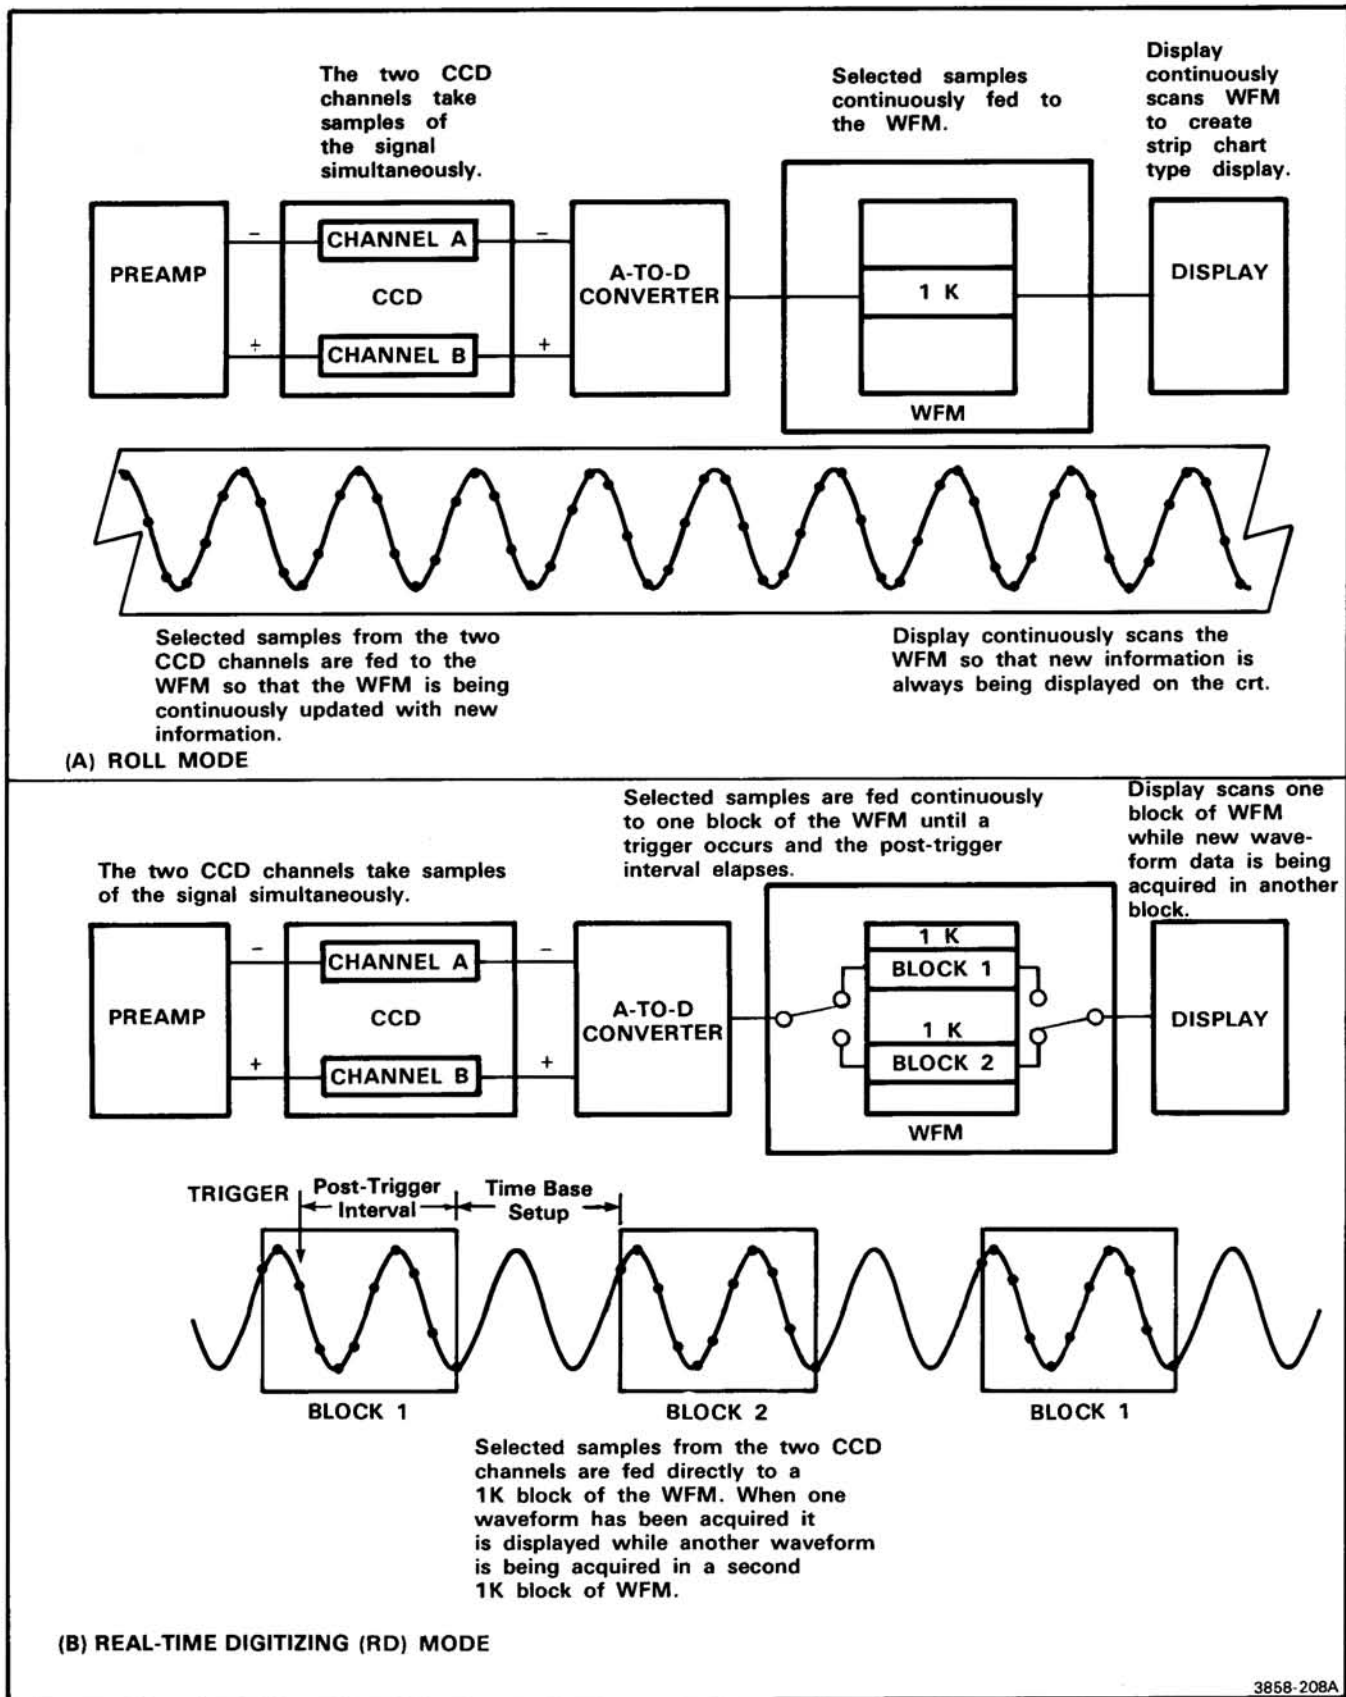 The two CCD
channels take
samples of
the signal
simultaneously.
Selected samples
continuously fed to
the WFM.
Display
continuously
scans WFM
to create
strip chart
type display.
PREAMP
−
+
CHANNEL A
CCD
CHANNEL B
−
+
A-TO-D
CONVERTER
1 K
WFM
DISPLAY
Selected samples from the two
CCD channels are fed to the
WFM so that the WFM is being
continuously updated with new
information.
Display continuously scans the
WFM so that new information is
always being displayed on the crt.
(A) ROLL MODE
The two CCD channels take samples
of the signal simultaneously.
Selected samples are fed continuously
to one block of the WFM until a
trigger occurs and the post-trigger
interval elapses.
Display scans one
block of WFM
while new wave-
form data is being
acquired in another
block.
PREAMP
−
+
CHANNEL A
CCD
CHANNEL B
−
+
A-TO-D
CONVERTER
1 K
BLOCK 1
1 K
BLOCK 2
WFM
DISPLAY
TRIGGER
Post-Trigger
Interval
Time Base
Setup
BLOCK 1
BLOCK 2
BLOCK 1
Selected samples from the two CCD
channels are fed directly to a
1K block of the WFM. When one
waveform has been acquired it
is displayed while another waveform
is being acquired in a second
1K block of WFM.
(B) REAL-TIME DIGITIZING (RD) MODE
3858-208A